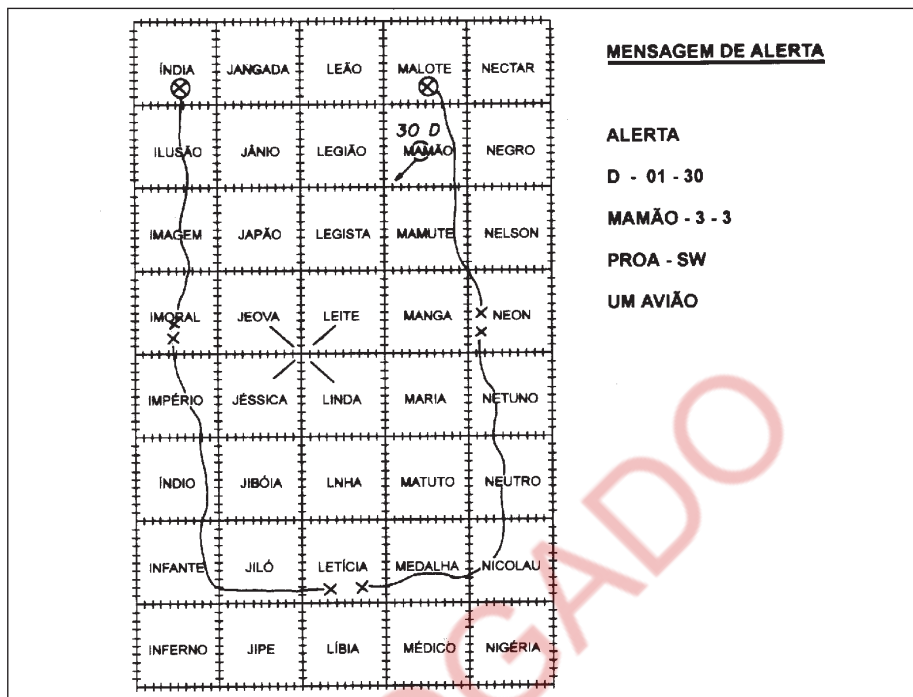 ÍNDIA JANGADA LEÃO MALOTE NECTAR
30 D
ILUSÃO JÂNIO LEGIÃO MAMÃO NEGRO
IMAGEM JAPÃO LEGISTA MAMUTE NELSON
IMORAL JEOVA LEITE MANGA NEON
IMPÉRIO JÉSSICA LINDA MARIA NETUNO
ÍNDIO JIBÓIA LNHA MATUTO NEUTRO
INFANTE JILÓ LETÍCIA MEDALHA NICOLAU
INFERNO JIPE LÍBIA MÉDICO NIGÉRIA
MENSAGEM DE ALERTA
ALERTA
D - 01 - 30
MAMÃO - 3 - 3
PROA - SW
UM AVIÃO
OGADO